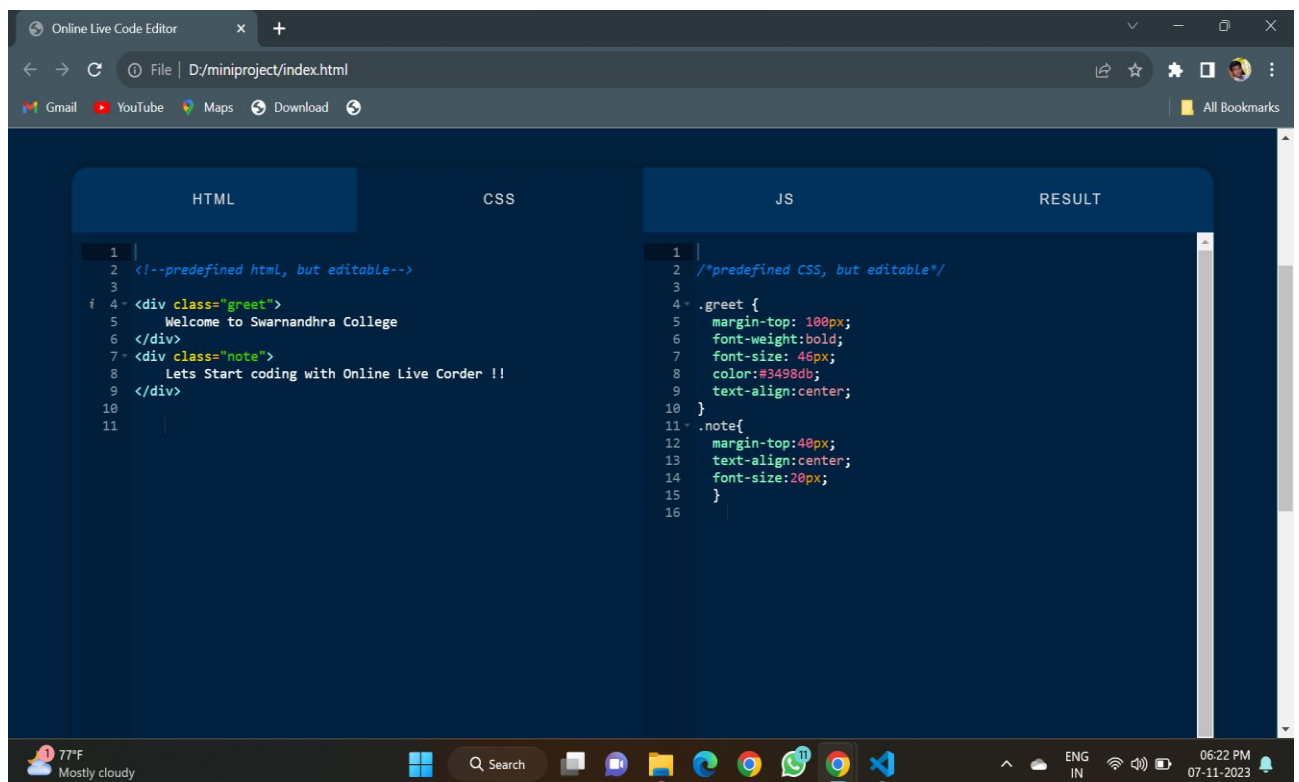 Online Live Code Editor
File | D:/miniproject/index.html
Gmail YouTube Maps Download All Bookmarks
HTML CSS JS RESULT
1
2 <!--predefined html, but editable-->
3
i 4 <div class="greet">
5 Welcome to Swarnandhra College
6 </div>
7 <div class="note">
8 Lets Start coding with Online Live Corder !!
9 </div>
10
11
1
2 /*predefined CSS, but editable*/
3
4 .greet {
5 margin-top: 100px;
6 font-weight:bold;
7 font-size: 46px;
8 color:#3498db;
9 text-align:center;
10 }
11 .note{
12 margin-top:40px;
13 text-align:center;
14 font-size:20px;
15 }
16
1 77°F
Mostly cloudy
Search
11
ENG
IN
06:22 PM
07-11-2023